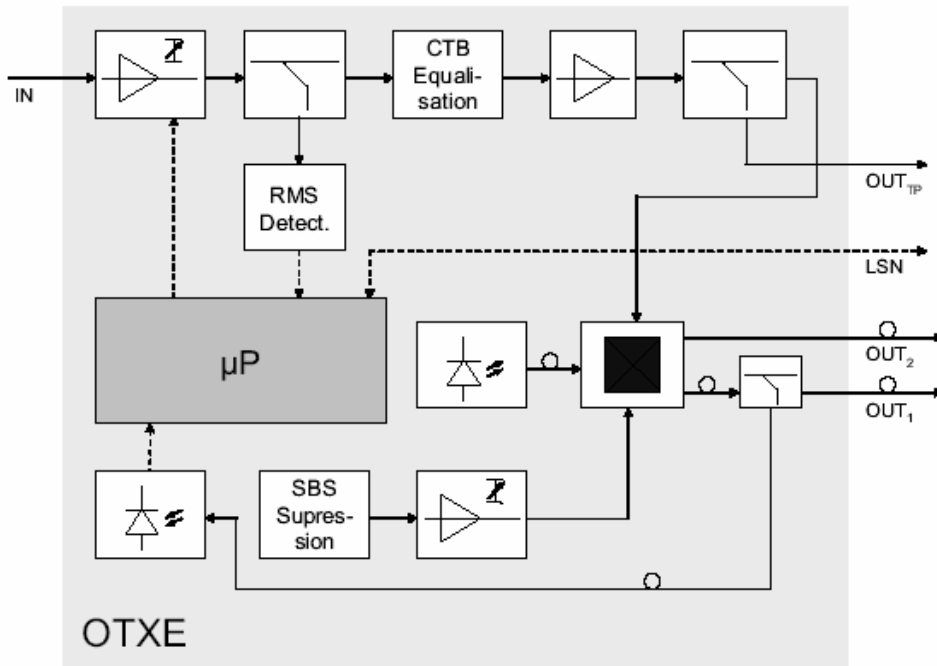 IN
CTB
Equali-
sation
RMS
Detect.
OUT_TP
LSN
µP
OUT_2
OUT_1
SBS
Supres-
sion
OTXE